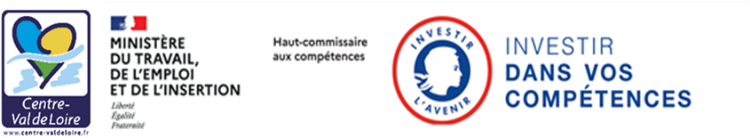 Centre-
Val de Loire
www.centre-valdeloire.fr
MINISTÈRE
DU TRAVAIL,
DE L'EMPLOI
ET DE L'INSERTION
Liberté
Égalité
Fraternité
Haut-commissaire
aux compétences
INVESTIR
L'AVENIR
INVESTIR
DANS VOS
COMPÉTENCES